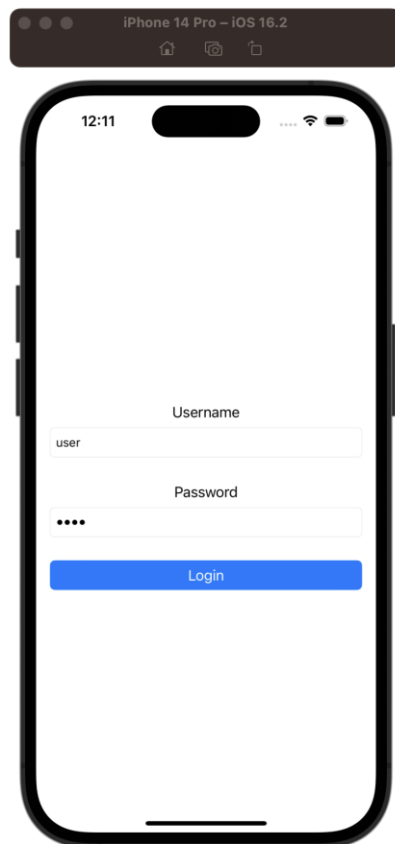 iPhone 14 Pro – iOS 16.2
12:11
Username
user
Password
••••
Login